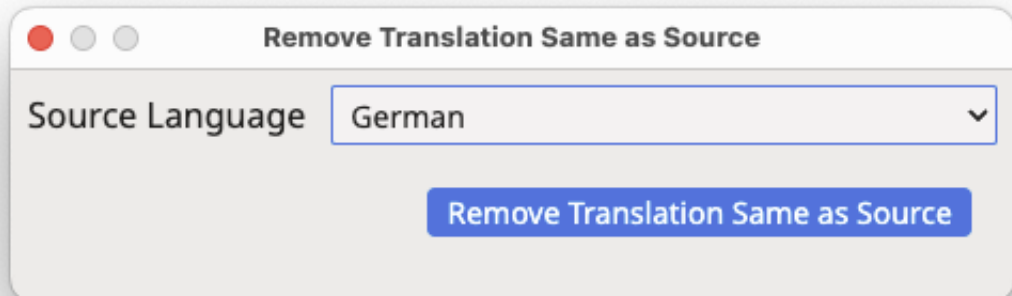 Remove Translation Same as Source
Source Language German
Remove Translation Same as Source